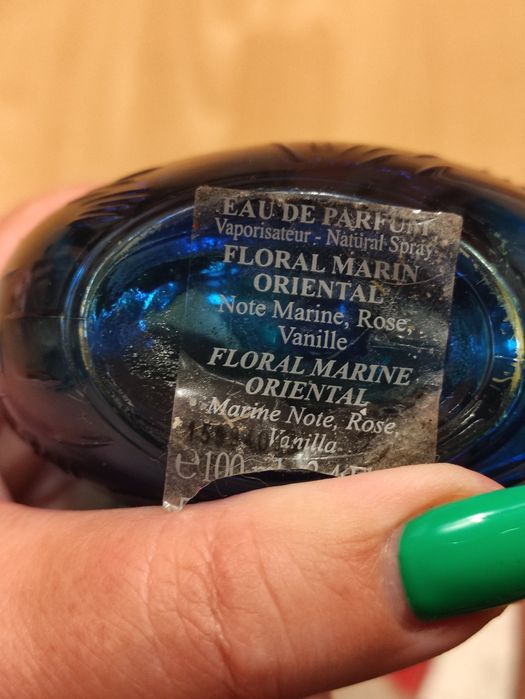 EAU DE PARFUM
Vaporisateur - Natural Spray
FLORAL MARIN
ORIENTAL
Note Marine, Rose,
Vanille
FLORAL MARINE
ORIENTAL
Marine Note, Rose,
Vanilla
e100